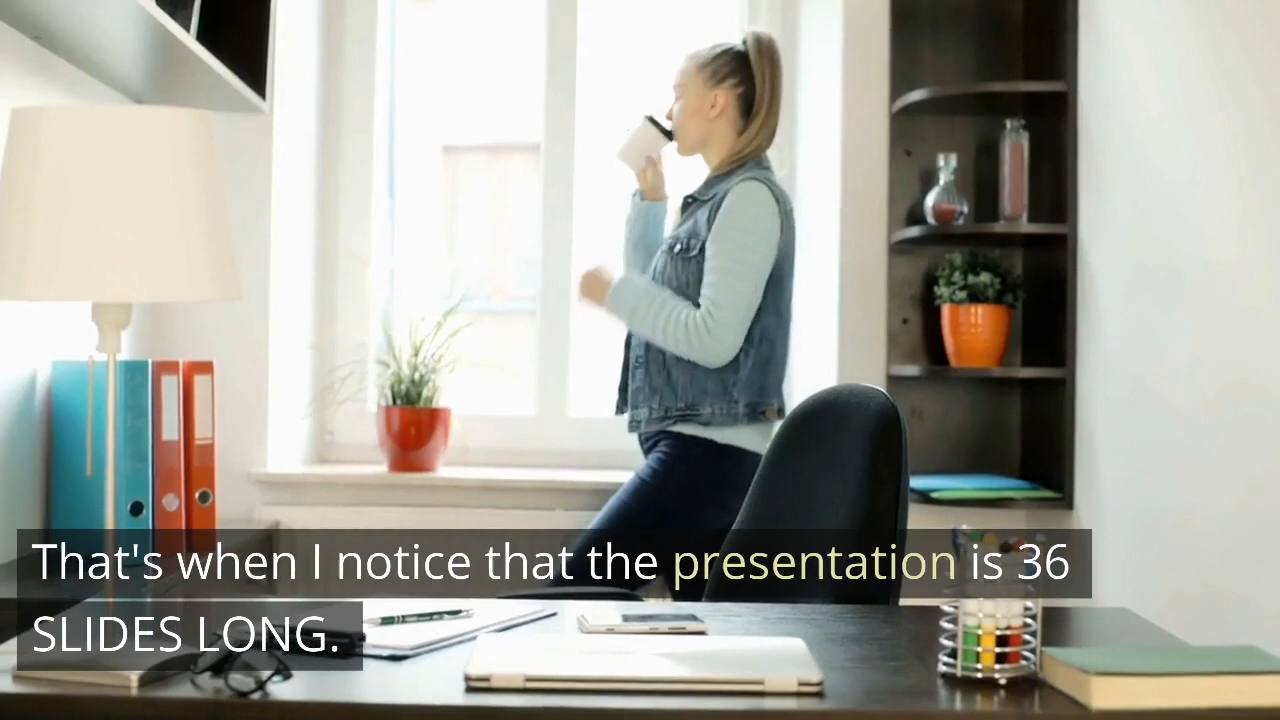 That's when I notice that the presentation is 36
SLIDES LONG.